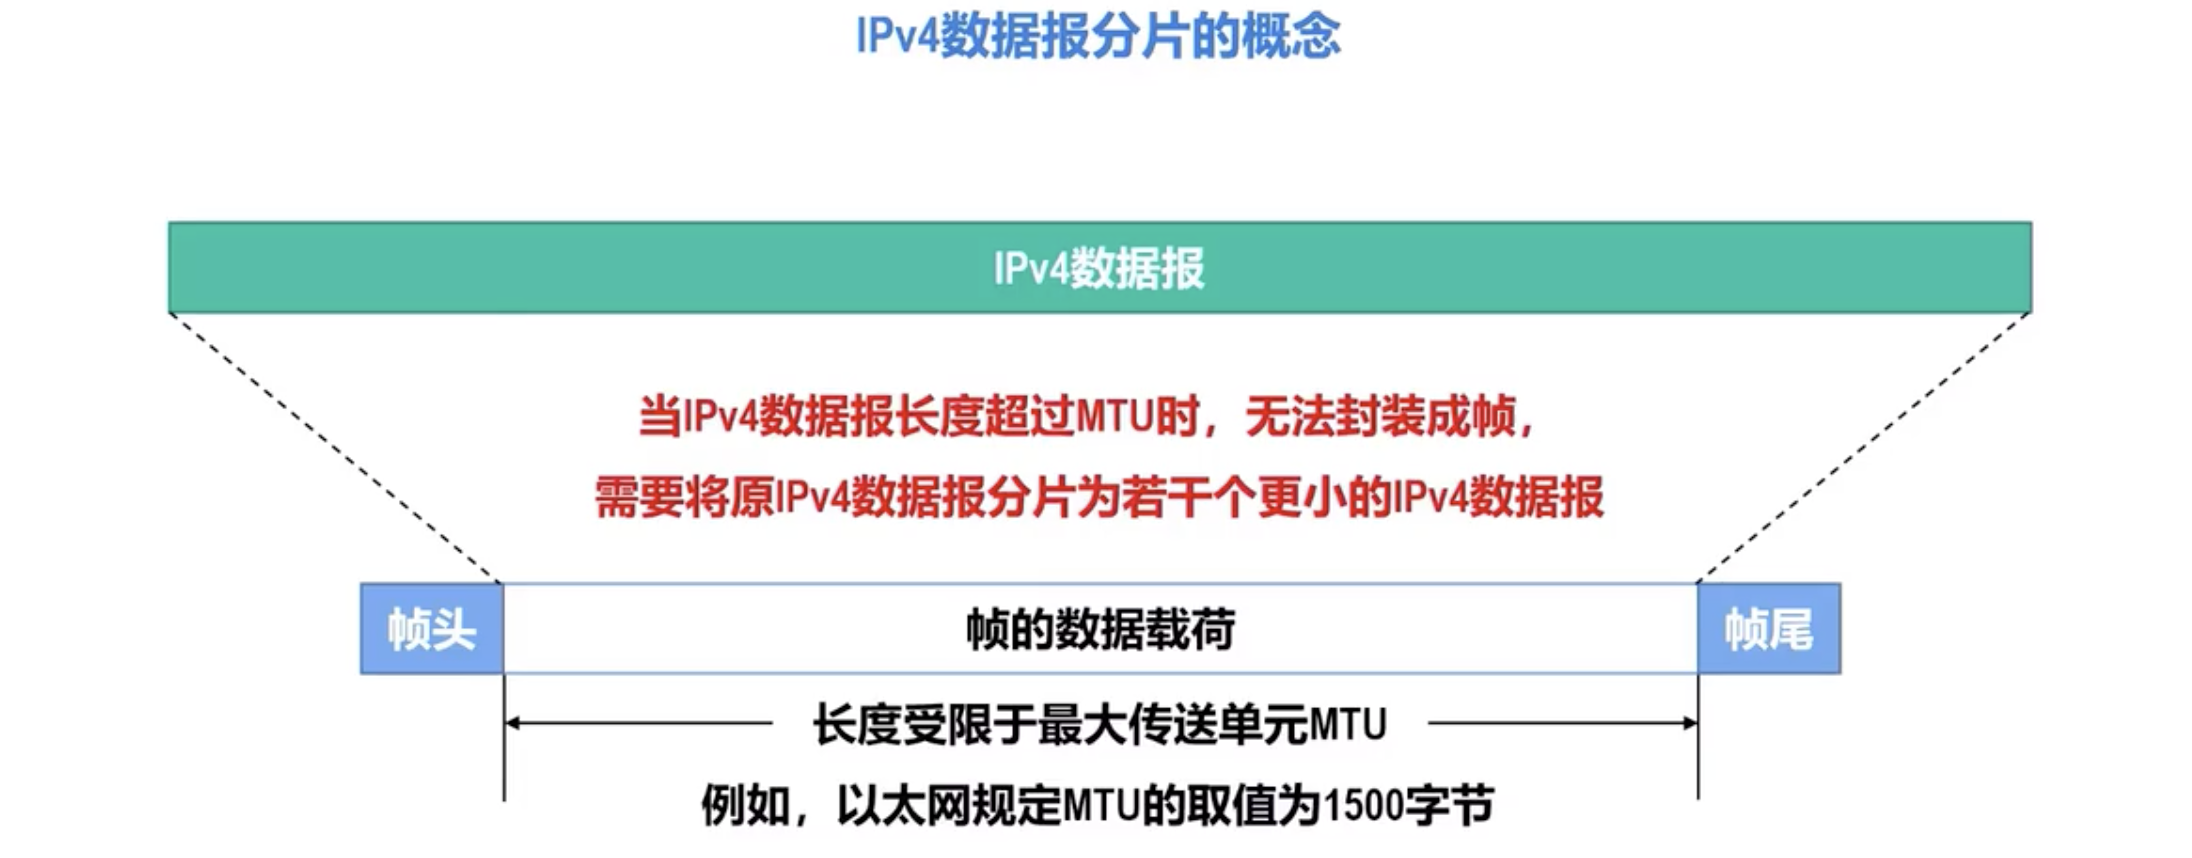 IPv4数据报分片的概念
IPv4数据报
当IPv4数据报长度超过MTU时，无法封装成帧，
需要将原IPv4数据报分片为若干个更小的IPv4数据报
帧头
帧的数据载荷
帧尾
长度受限于最大传送单元MTU
例如，以太网规定MTU的取值为1500字节